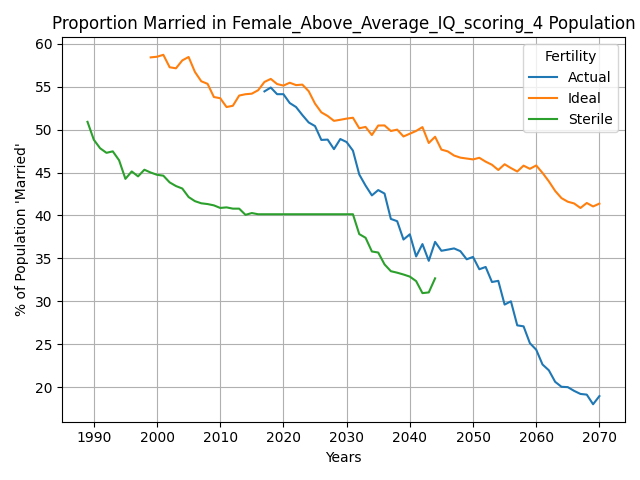 Proportion Married in Female_Above_Average_IQ_scoring_4 Population
% of Population 'Married'
60
55
50
45
40
35
30
25
20
Fertility
Actual
Ideal
Sterile
1990 2000 2010 2020 2030 2040 2050 2060 2070
Years